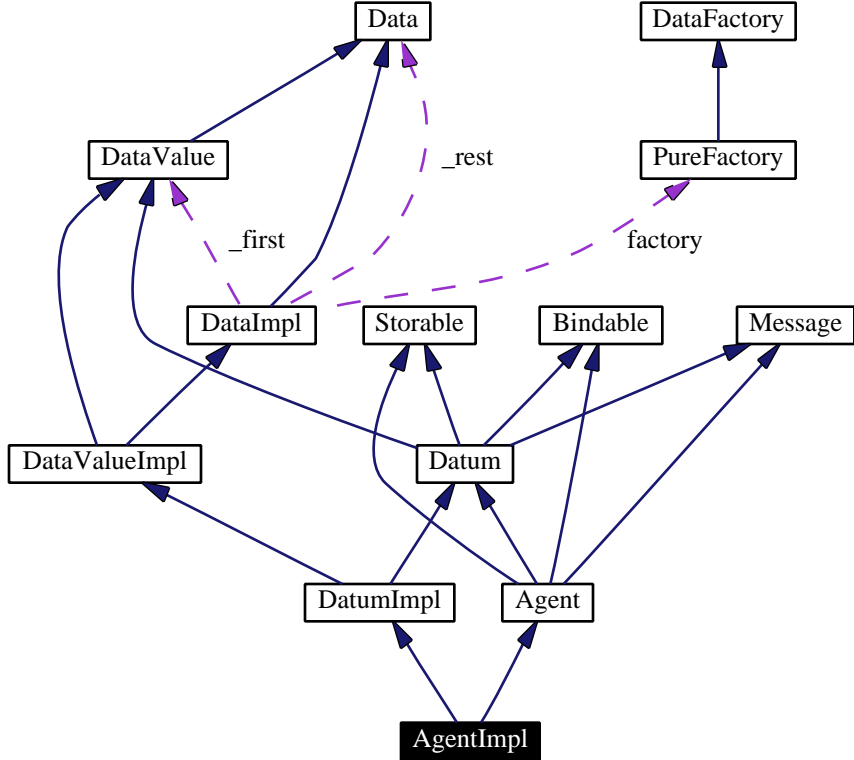 Data
DataFactory
DataValue
_rest
PureFactory
_first
factory
DataImpl
Storable
Bindable
Message
DataValueImpl
Datum
DatumImpl
Agent
AgentImpl